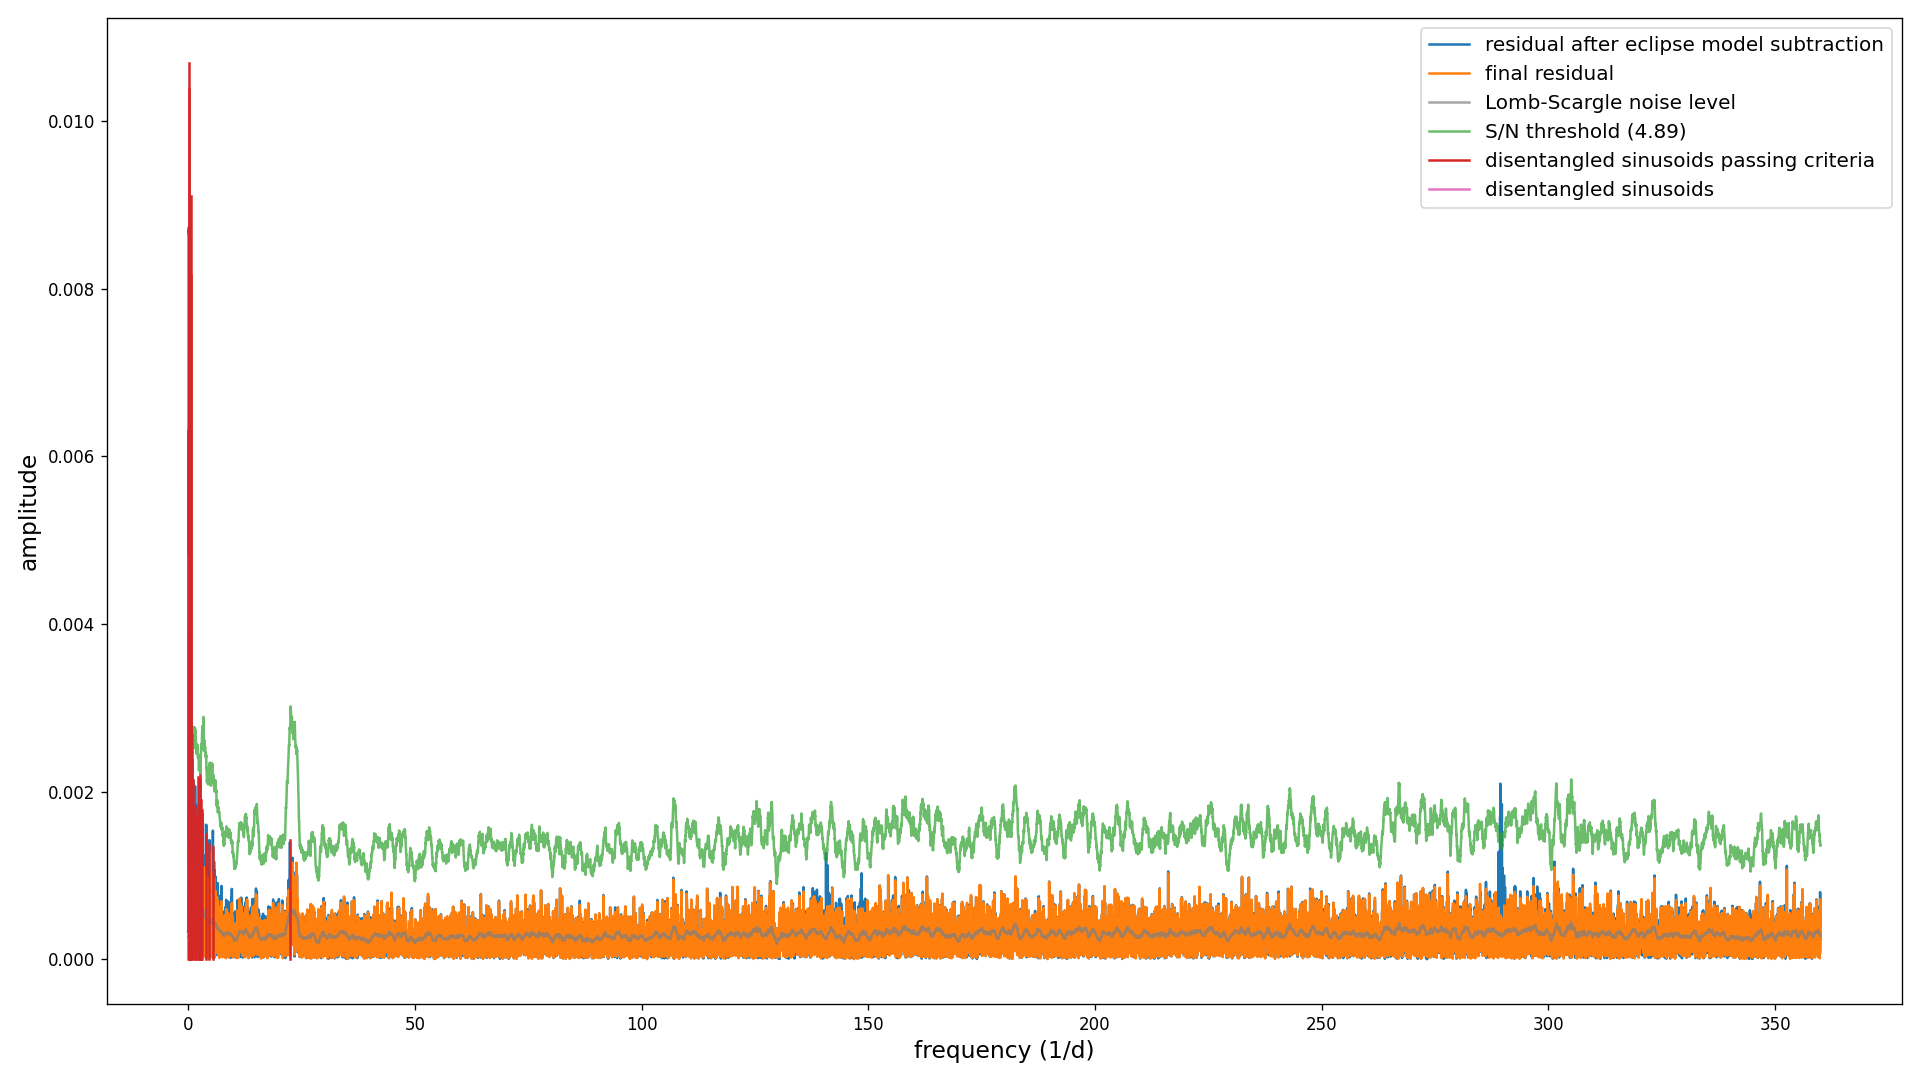 residual after eclipse model subtraction
final residual
Lomb-Scargle noise level
S/N threshold (4.89)
disentangled sinusoids passing criteria
disentangled sinusoids
amplitude
0.010
0.008
0.006
0.004
0.002
0.000
0 50 100 150 200 250 300 350
frequency (1/d)